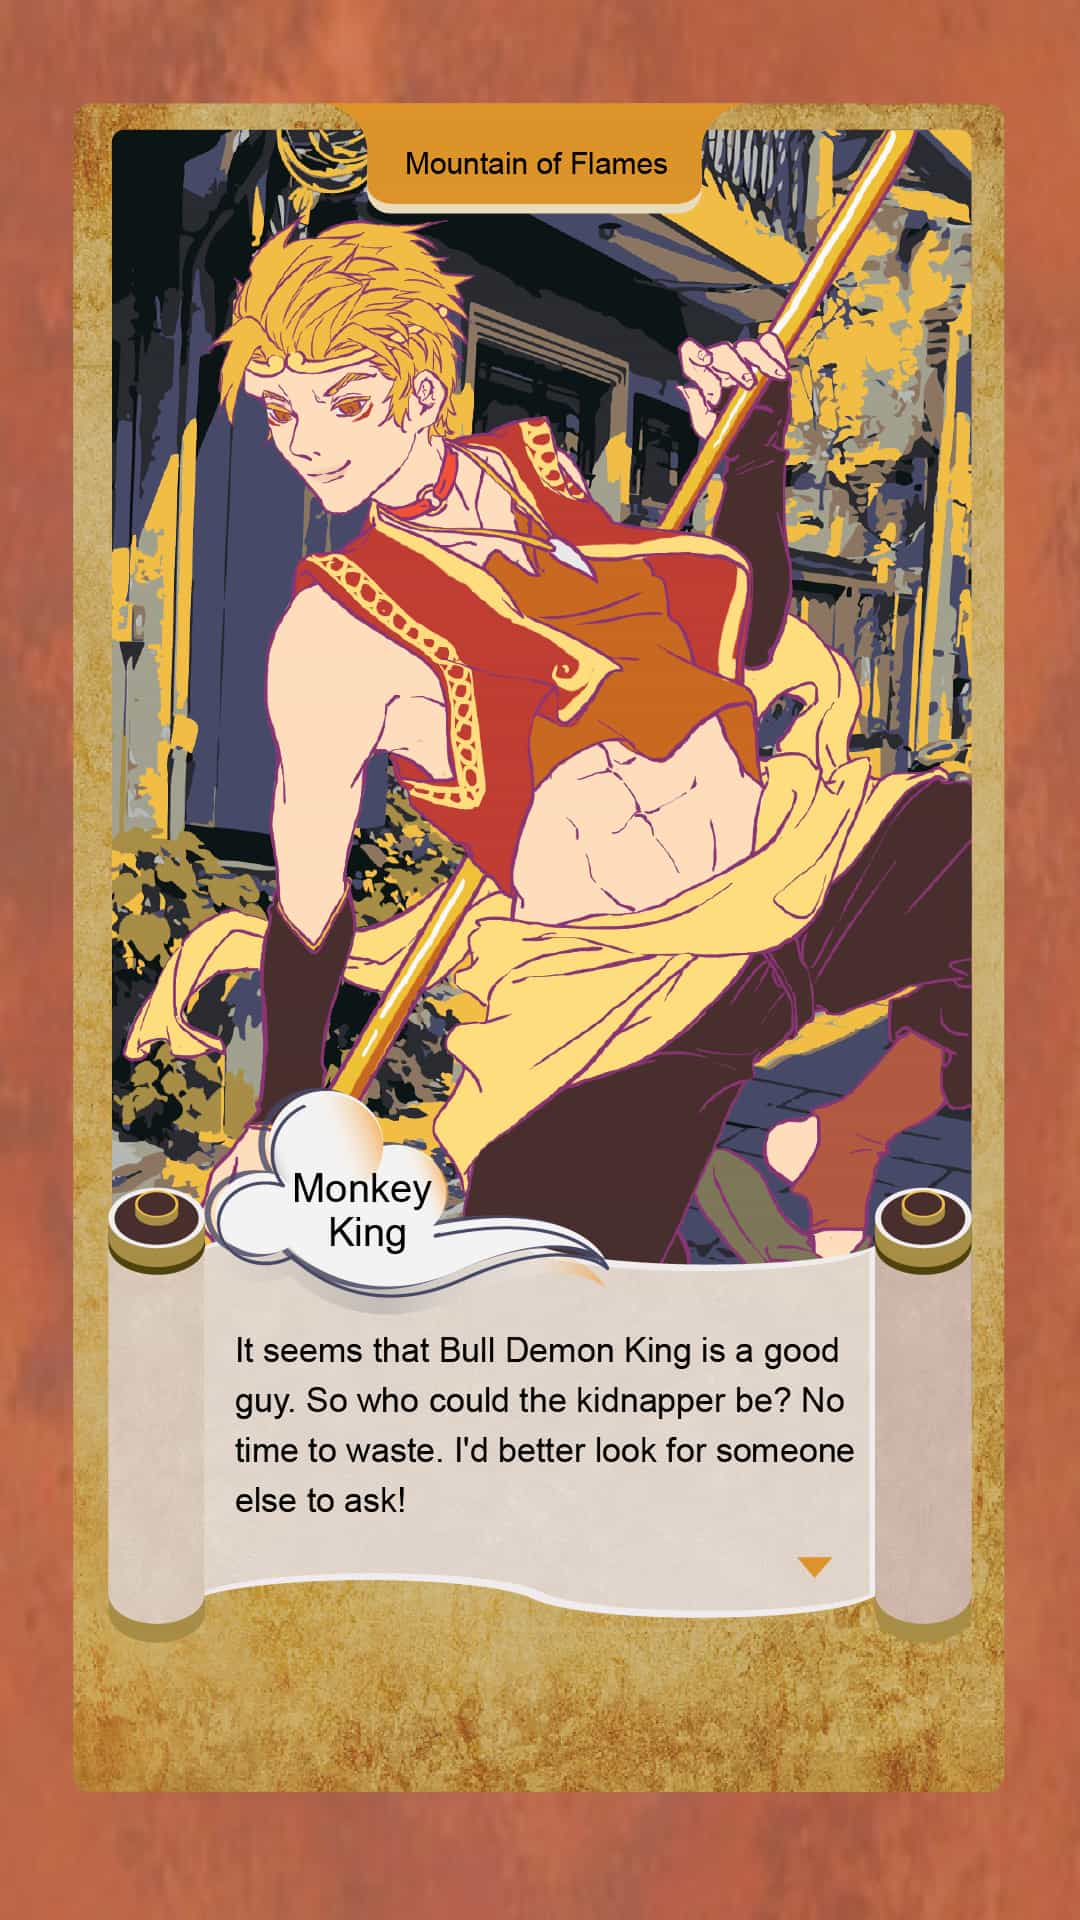 Mountain of Flames
Monkey
King
It seems that Bull Demon King is a good
guy. So who could the kidnapper be? No
time to waste. I'd better look for someone
else to ask!